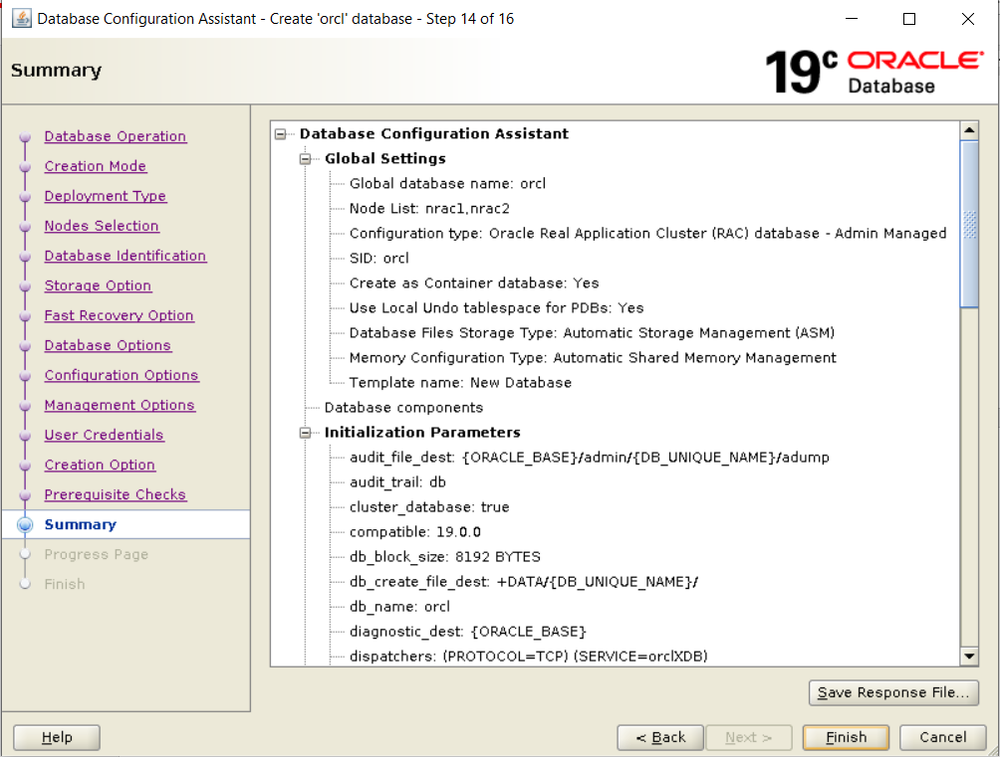 Database Configuration Assistant - Create 'orcl' database - Step 14 of 16
Summary
19c ORACLE
Database
Database Operation
Creation Mode
Deployment Type
Nodes Selection
Database Identification
Storage Option
Fast Recovery Option
Database Options
Configuration Options
Management Options
User Credentials
Creation Option
Prerequisite Checks
Summary
Progress Page
Finish
Database Configuration Assistant
Global Settings
Global database name: orcl
Node List: nrac1,nrac2
Configuration type: Oracle Real Application Cluster (RAC) database - Admin Managed
SID: orcl
Create as Container database: Yes
Use Local Undo tablespace for PDBs: Yes
Database Files Storage Type: Automatic Storage Management (ASM)
Memory Configuration Type: Automatic Shared Memory Management
Template name: New Database
Database components
Initialization Parameters
audit_file_dest: {ORACLE_BASE}/admin/{DB_UNIQUE_NAME}/adump
audit_trail: db
cluster_database: true
compatible: 19.0.0
db_block_size: 8192 BYTES
db_create_file_dest: +DATA/{DB_UNIQUE_NAME}/
db_name: orcl
diagnostic_dest: {ORACLE_BASE}
dispatchers: (PROTOCOL=TCP) (SERVICE=orclXDB)
Save Response File...
Help
< Back
Next >
Finish
Cancel